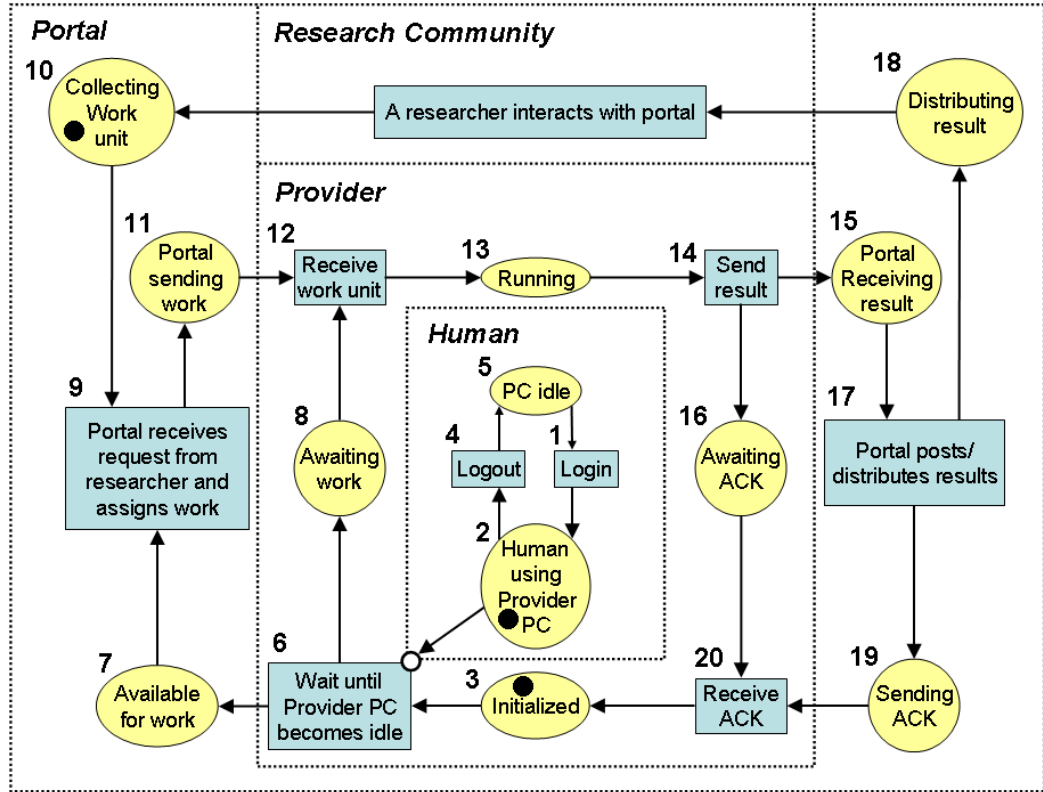 Portal
Research Community
10
Collecting
Work
unit
A researcher interacts with portal
18
Distributing
result
Provider
11
Portal
sending
work
12
Receive
work unit
13
Running
14
Send
result
15
Portal
Receiving
result
Human
5
PC idle
4
Logout
1
Login
9
Portal receives
request from
researcher and
assigns work
8
Awaiting
work
16
Awaiting
ACK
17
Portal posts/
distributes results
2
Human
using
Provider
PC
7
Available
for work
6
Wait until
Provider PC
becomes idle
3
Initialized
20
Receive
ACK
19
Sending
ACK